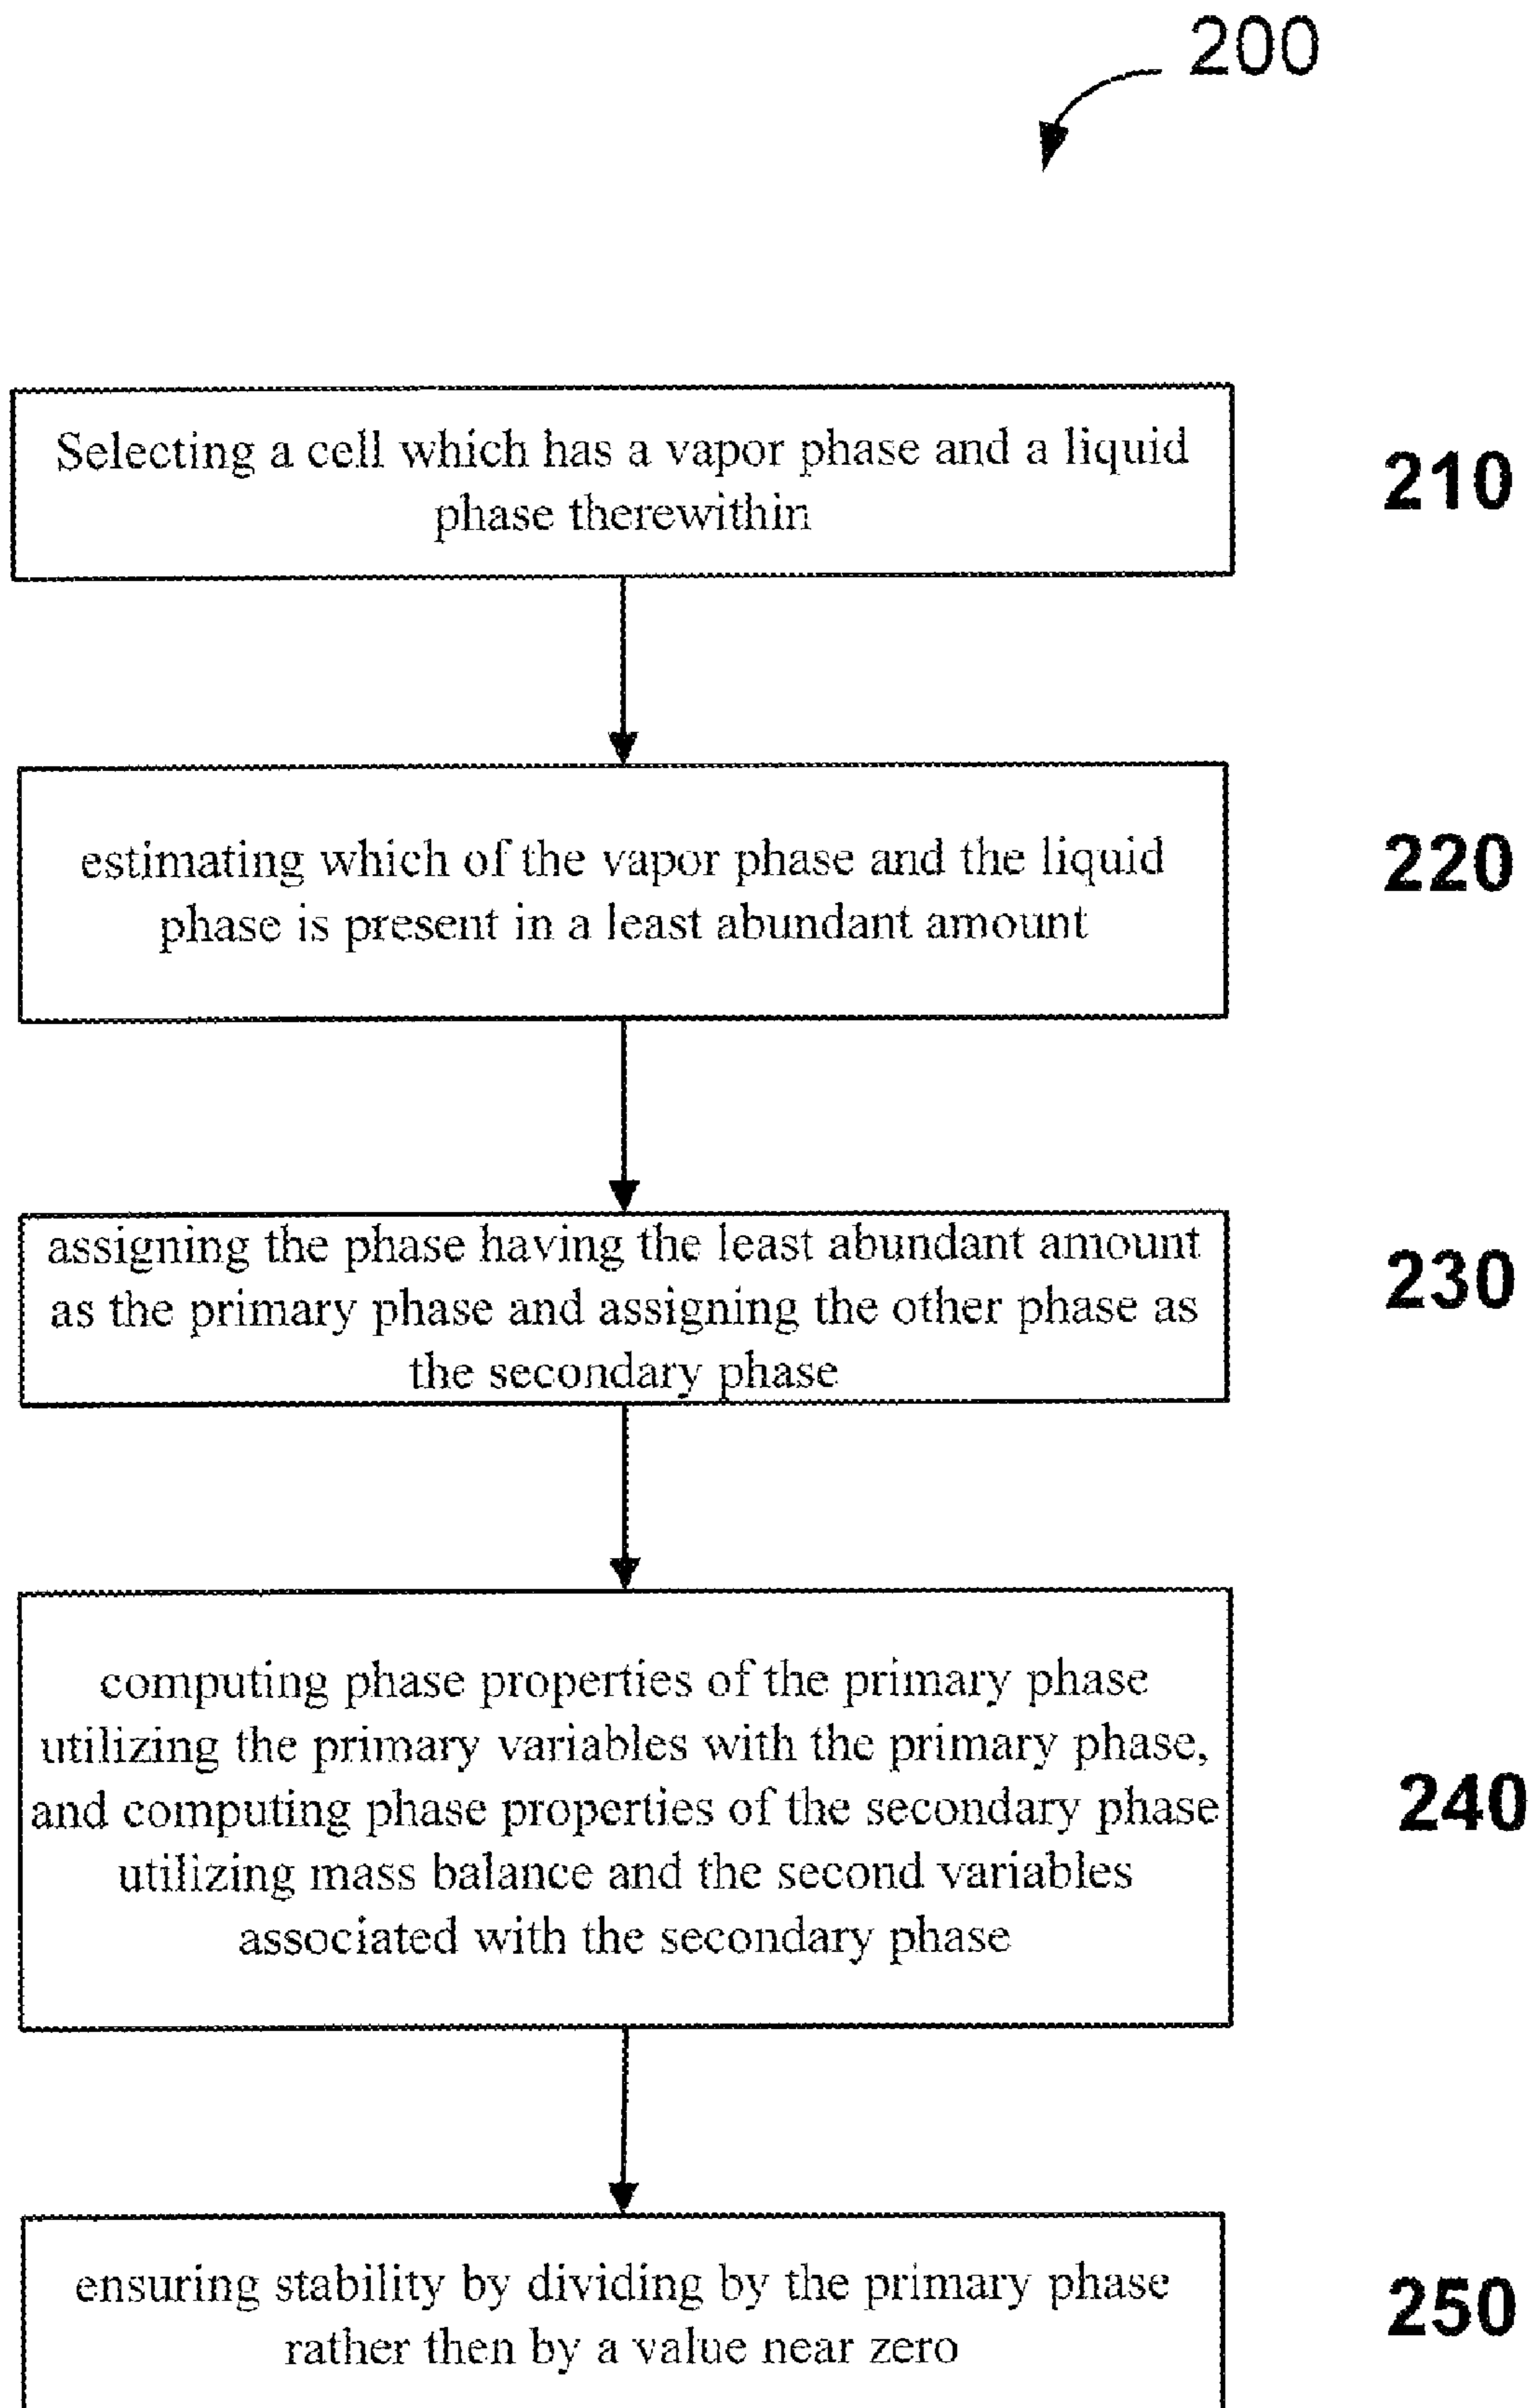 200
Selecting a cell which has a vapor phase and a liquid
phase therewithin
210
estimating which of the vapor phase and the liquid
phase is present in a least abundant amount
220
assigning the phase having the least abundant amount
as the primary phase and assigning the other phase as
the secondary phase
230
computing phase properties of the primary phase
utilizing the primary variables with the primary phase,
and computing phase properties of the secondary phase
utilizing mass balance and the second variables
associated with the secondary phase
240
ensuring stability by dividing by the primary phase
rather then by a value near zero
250